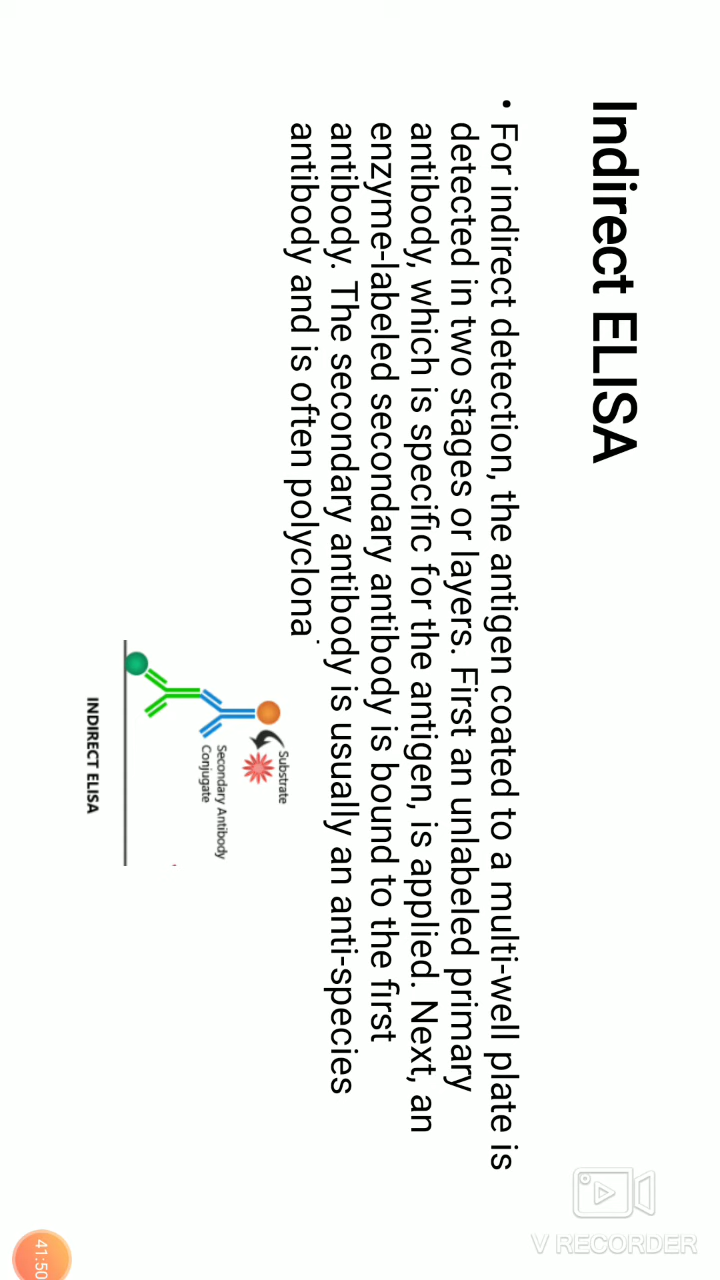 Indirect ELISA
• For indirect detection, the antigen coated to a multi-well plate is
detected in two stages or layers. First an unlabeled primary
antibody, which is specific for the antigen, is applied. Next, an
enzyme-labeled secondary antibody is bound to the first
antibody. The secondary antibody is usually an anti-species
antibody and is often polyclona
Substrate
Secondary Antibody
Conjugate
INDIRECT ELISA
V RECORDER
41:50